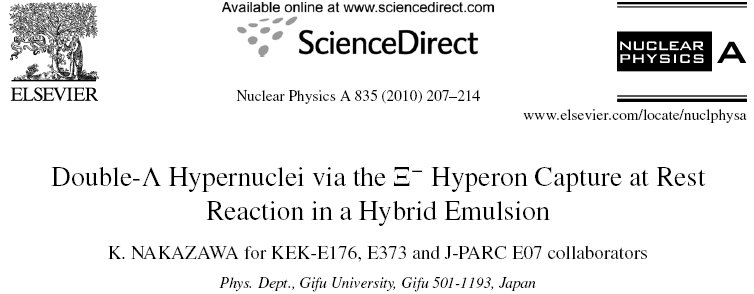 Available online at www.sciencedirect.com
ScienceDirect
ELSEVIER
Nuclear Physics A 835 (2010) 207–214
NUCLEAR
PHYSICS A
www.elsevier.com/locate/nuclphysa
Double-Λ Hypernuclei via the Ξ⁻ Hyperon Capture at Rest
Reaction in a Hybrid Emulsion
K. NAKAZAWA for KEK-E176, E373 and J-PARC E07 collaborators
Phys. Dept., Gifu University, Gifu 501-1193, Japan